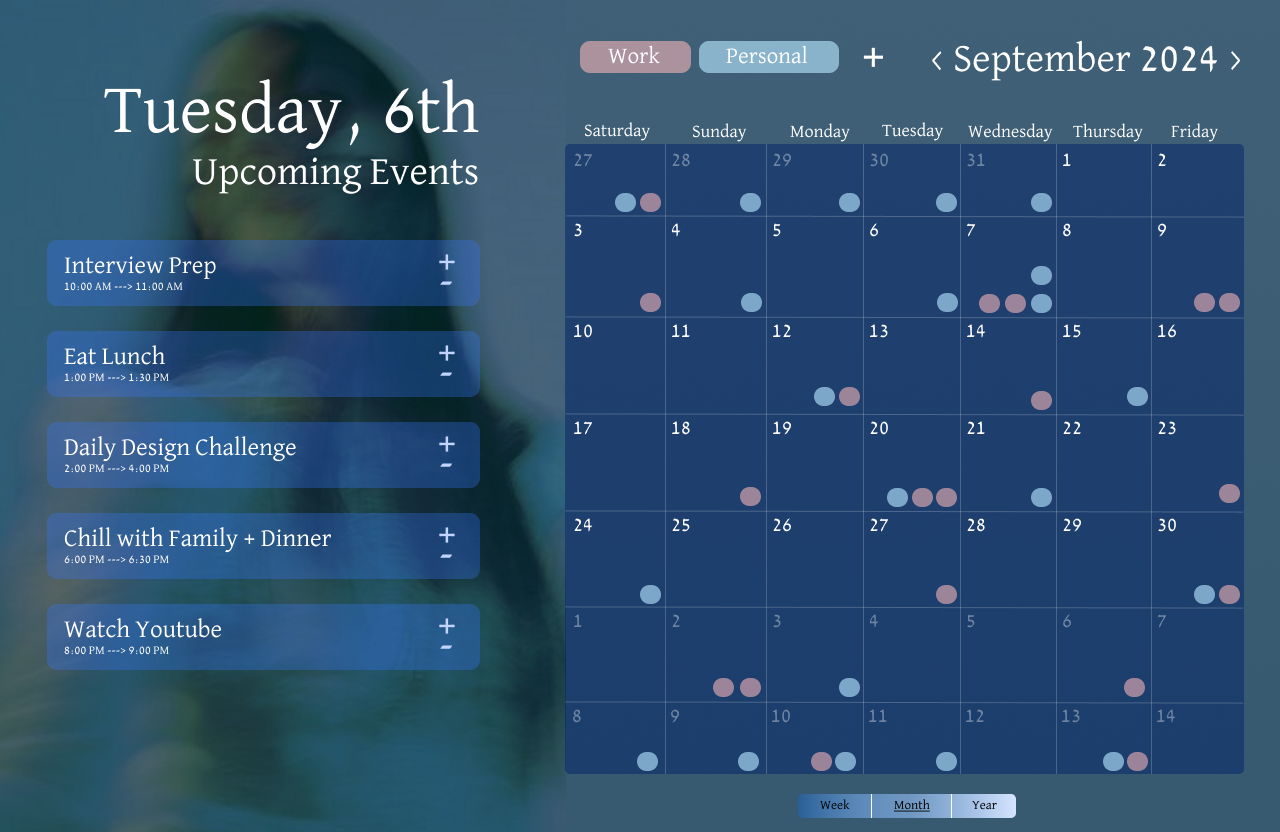 Tuesday, 6th
Upcoming Events
Interview Prep
10:00 AM ---> 11:00 AM
+
-
Eat Lunch
1:00 PM ---> 1:30 PM
+
-
Daily Design Challenge
2:00 PM ---> 4:00 PM
+
-
Chill with Family + Dinner
6:00 PM ---> 6:30 PM
+
-
Watch Youtube
8:00 PM ---> 9:00 PM
+
-
Work Personal + < September 2024 >
Saturday Sunday Monday Tuesday Wednesday Thursday Friday
27 28 29 30 31 1 2
3 4 5 6 7 8 9
10 11 12 13 14 15 16
17 18 19 20 21 22 23
24 25 26 27 28 29 30
1 2 3 4 5 6 7
8 9 10 11 12 13 14
Week Month Year